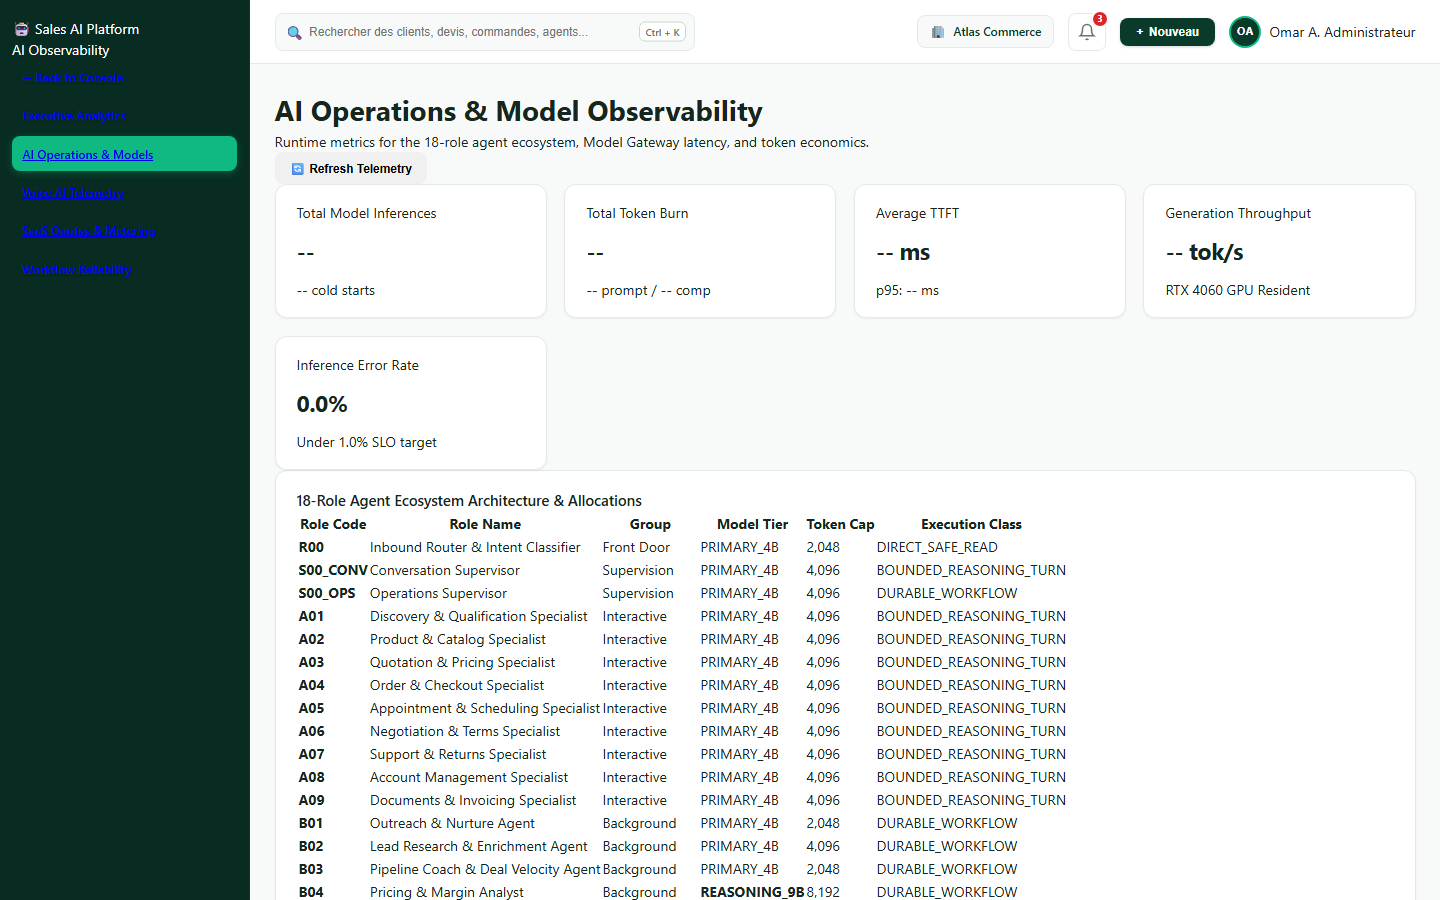 Sales AI Platform
AI Observability
← Back to Console
Executive Analytics
AI Operations & Models
Voice AI Telemetry
SaaS Quotas & Metering
Workflow Reliability
Rechercher des clients, devis, commandes, agents...
Ctrl + K
Atlas Commerce
3
+ Nouveau
OA
Omar A. Administrateur
AI Operations & Model Observability
Runtime metrics for the 18-role agent ecosystem, Model Gateway latency, and token economics.
Refresh Telemetry
Total Model Inferences
--
-- cold starts
Total Token Burn
--
-- prompt / -- comp
Average TTFT
-- ms
p95: -- ms
Generation Throughput
-- tok/s
RTX 4060 GPU Resident
Inference Error Rate
0.0%
Under 1.0% SLO target
18-Role Agent Ecosystem Architecture & Allocations
Role Code Role Name Group Model Tier Token Cap Execution Class
R00 Inbound Router & Intent Classifier Front Door PRIMARY_4B 2,048 DIRECT_SAFE_READ
S00_CONV Conversation Supervisor Supervision PRIMARY_4B 4,096 BOUNDED_REASONING_TURN
S00_OPS Operations Supervisor Supervision PRIMARY_4B 4,096 DURABLE_WORKFLOW
A01 Discovery & Qualification Specialist Interactive PRIMARY_4B 4,096 BOUNDED_REASONING_TURN
A02 Product & Catalog Specialist Interactive PRIMARY_4B 4,096 BOUNDED_REASONING_TURN
A03 Quotation & Pricing Specialist Interactive PRIMARY_4B 4,096 BOUNDED_REASONING_TURN
A04 Order & Checkout Specialist Interactive PRIMARY_4B 4,096 BOUNDED_REASONING_TURN
A05 Appointment & Scheduling Specialist Interactive PRIMARY_4B 4,096 BOUNDED_REASONING_TURN
A06 Negotiation & Terms Specialist Interactive PRIMARY_4B 4,096 BOUNDED_REASONING_TURN
A07 Support & Returns Specialist Interactive PRIMARY_4B 4,096 BOUNDED_REASONING_TURN
A08 Account Management Specialist Interactive PRIMARY_4B 4,096 BOUNDED_REASONING_TURN
A09 Documents & Invoicing Specialist Interactive PRIMARY_4B 4,096 BOUNDED_REASONING_TURN
B01 Outreach & Nurture Agent Background PRIMARY_4B 2,048 DURABLE_WORKFLOW
B02 Lead Research & Enrichment Agent Background PRIMARY_4B 4,096 DURABLE_WORKFLOW
B03 Pipeline Coach & Deal Velocity Agent Background PRIMARY_4B 2,048 DURABLE_WORKFLOW
B04 Pricing & Margin Analyst Background REASONING_9B 8,192 DURABLE_WORKFLOW